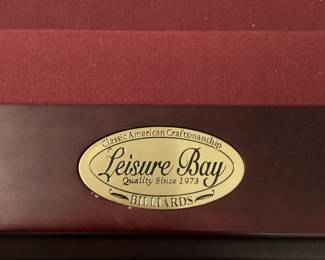 Classic American Craftsmanship
Leisure Bay
Quality Since 1973
BILLIARDS